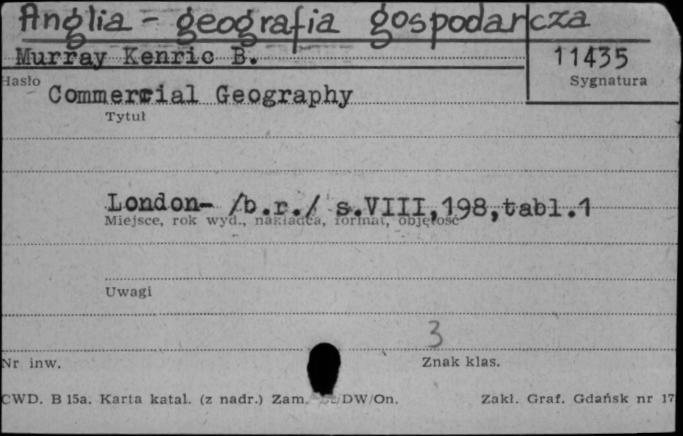 Anglia - geografia gospodarcza
Murray Kenric B.
11435
Hasło
Sygnatura
Commercial Geography
Tytuł
London- /b.r./ s.VIII,198,tabl.1
Miejsce, rok wyd., nakładca, format, objętość
Uwagi
3
Nr inw.
Znak klas.
CWD. B 15a. Karta katal. (z nadr.) Zam. /DW/On.
Zakl. Graf. Gdańsk nr 17